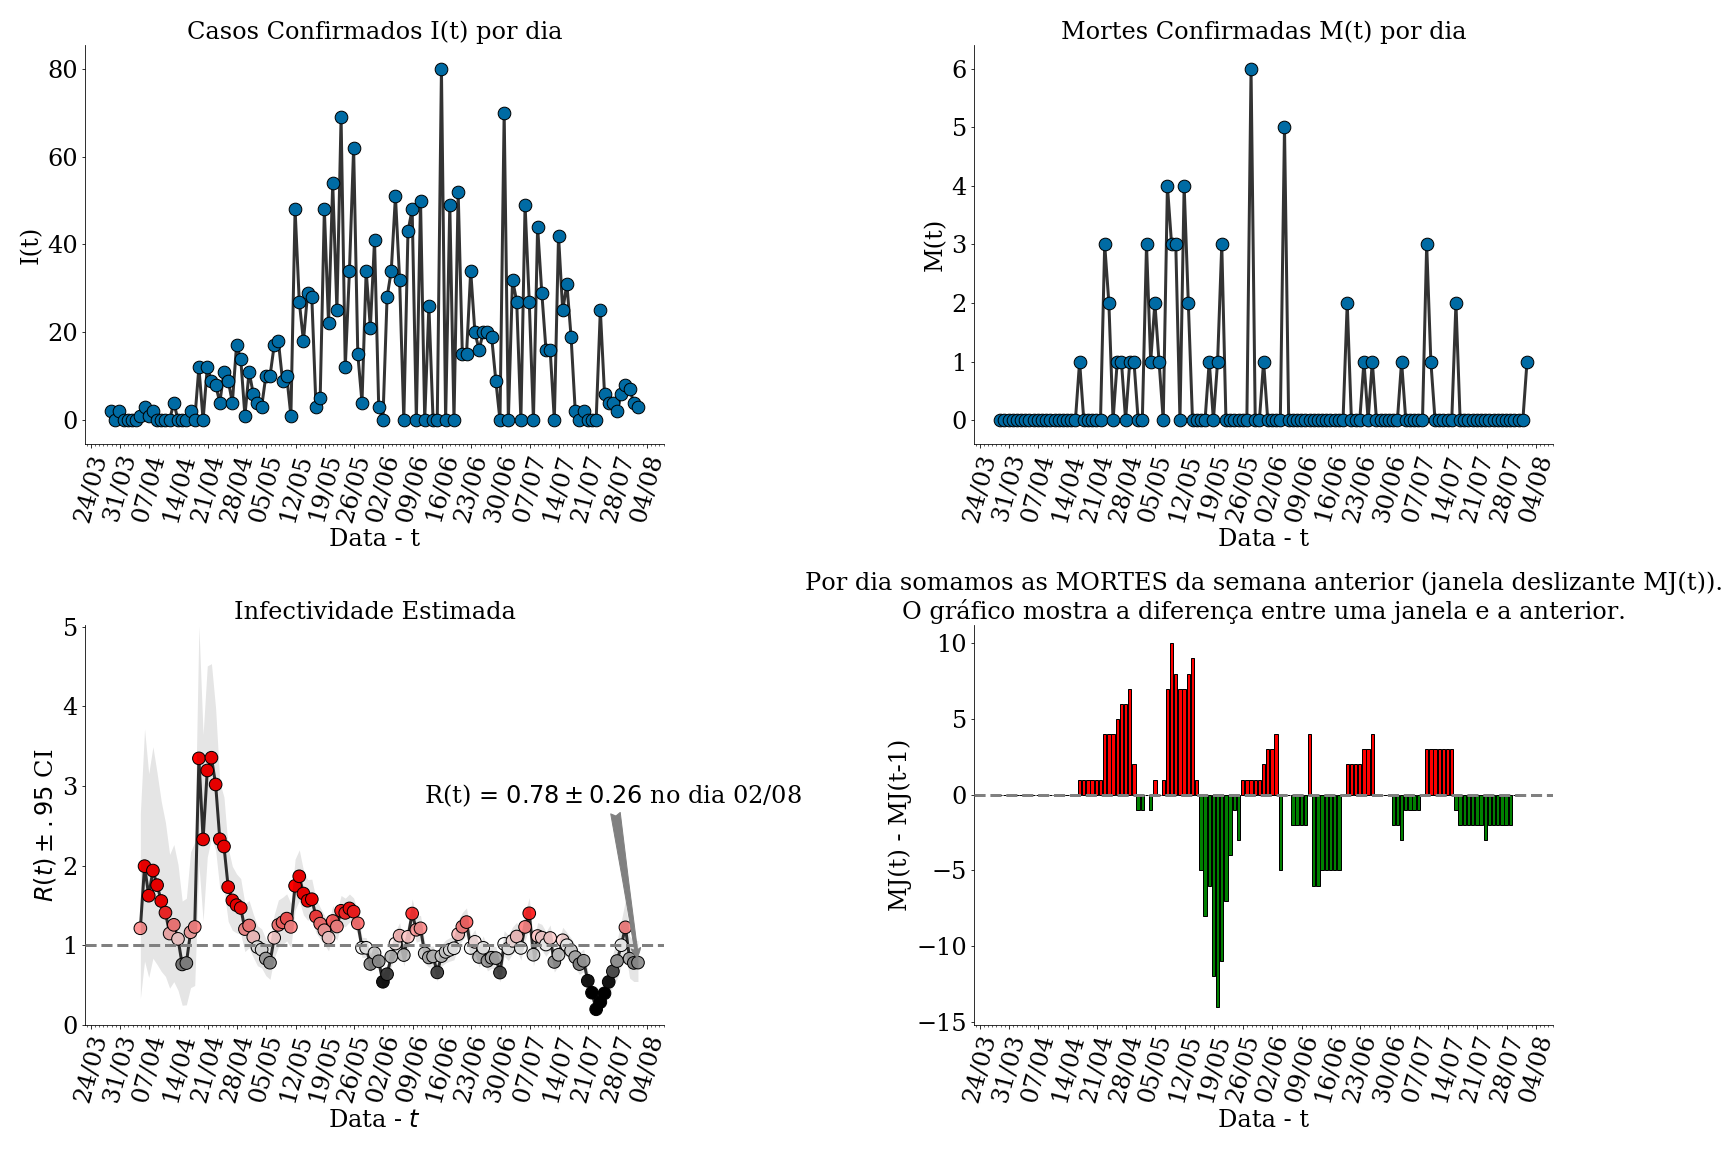 Casos Confirmados I(t) por dia
I(t)
80
60
40
20
0
24/03 31/03 07/04 14/04 21/04 28/04 05/05 12/05 19/05 26/05 02/06 09/06 16/06 23/06 30/06 07/07 14/07 21/07 28/07 04/08
Data - t
Mortes Confirmadas M(t) por dia
M(t)
6
5
4
3
2
1
0
24/03 31/03 07/04 14/04 21/04 28/04 05/05 12/05 19/05 26/05 02/06 09/06 16/06 23/06 30/06 07/07 14/07 21/07 28/07 04/08
Data - t
Infectividade Estimada
R(t) ± .95 CI
5
4
3
2
1
0
R(t) = 0.78 ± 0.26 no dia 02/08
24/03 31/03 07/04 14/04 21/04 28/04 05/05 12/05 19/05 26/05 02/06 09/06 16/06 23/06 30/06 07/07 14/07 21/07 28/07 04/08
Data - t
Por dia somamos as MORTES da semana anterior (janela deslizante MJ(t)).
O gráfico mostra a diferença entre uma janela e a anterior.
MJ(t) - MJ(t-1)
10
5
0
−5
−10
−15
24/03 31/03 07/04 14/04 21/04 28/04 05/05 12/05 19/05 26/05 02/06 09/06 16/06 23/06 30/06 07/07 14/07 21/07 28/07 04/08
Data - t